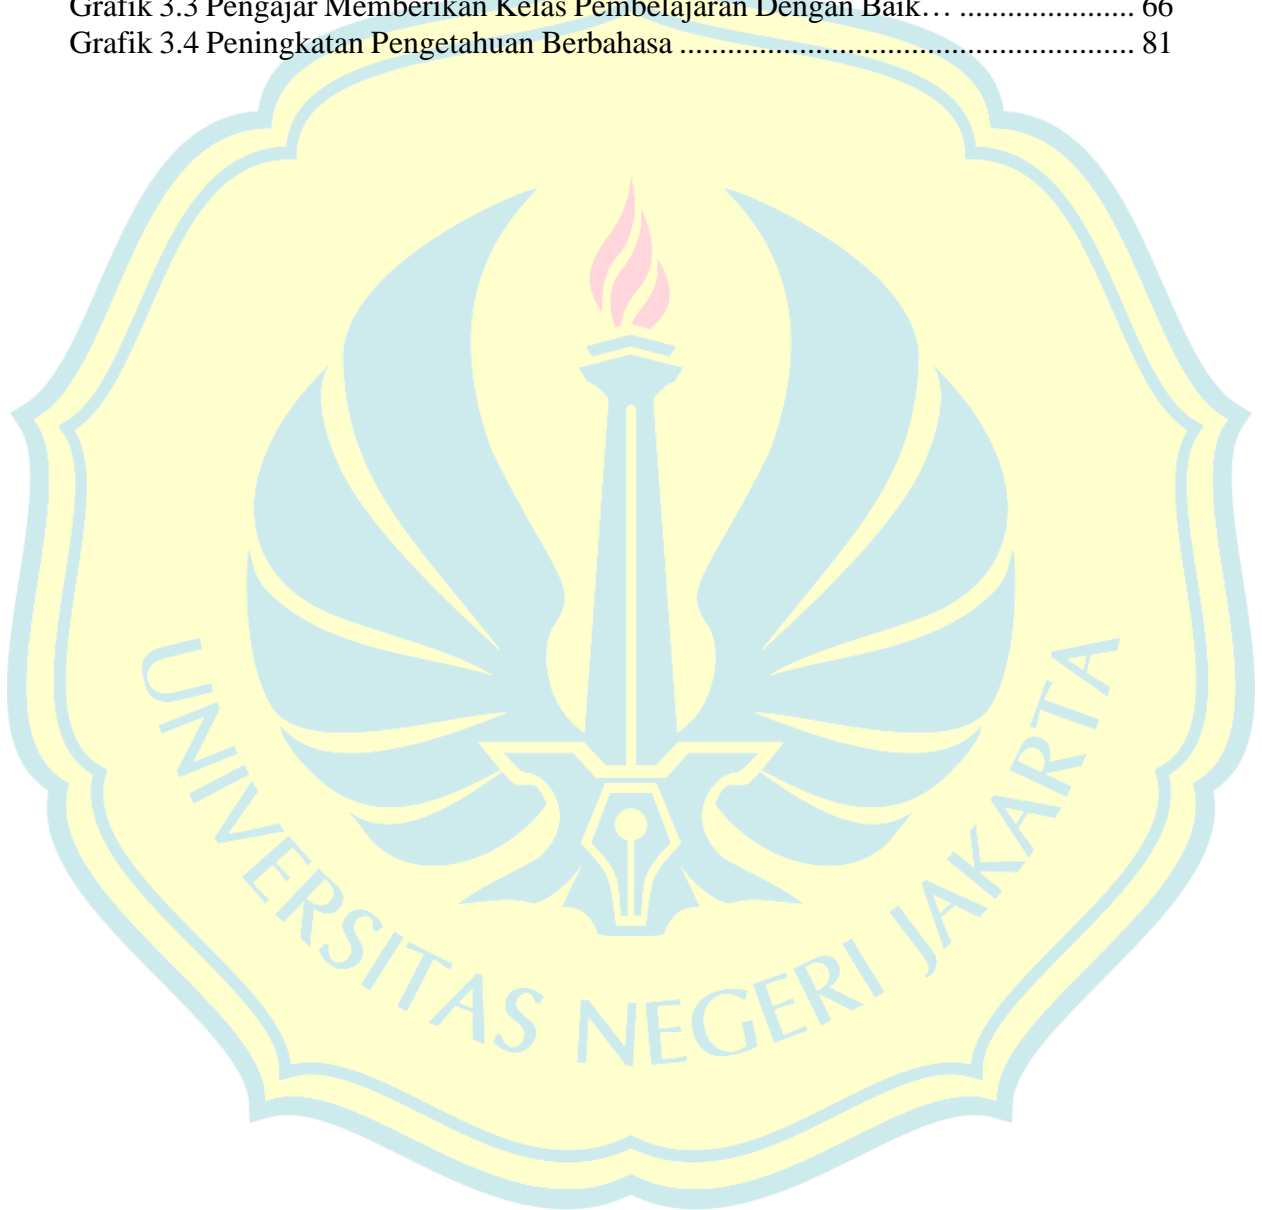 Grafik 3.3 Pengajar Memberikan Kelas Pembelajaran Dengan Baik… ..................... 66
Grafik 3.4 Peningkatan Pengetahuan Berbahasa ........................................................ 81
UNIVERSITAS NEGERI JAKARTA